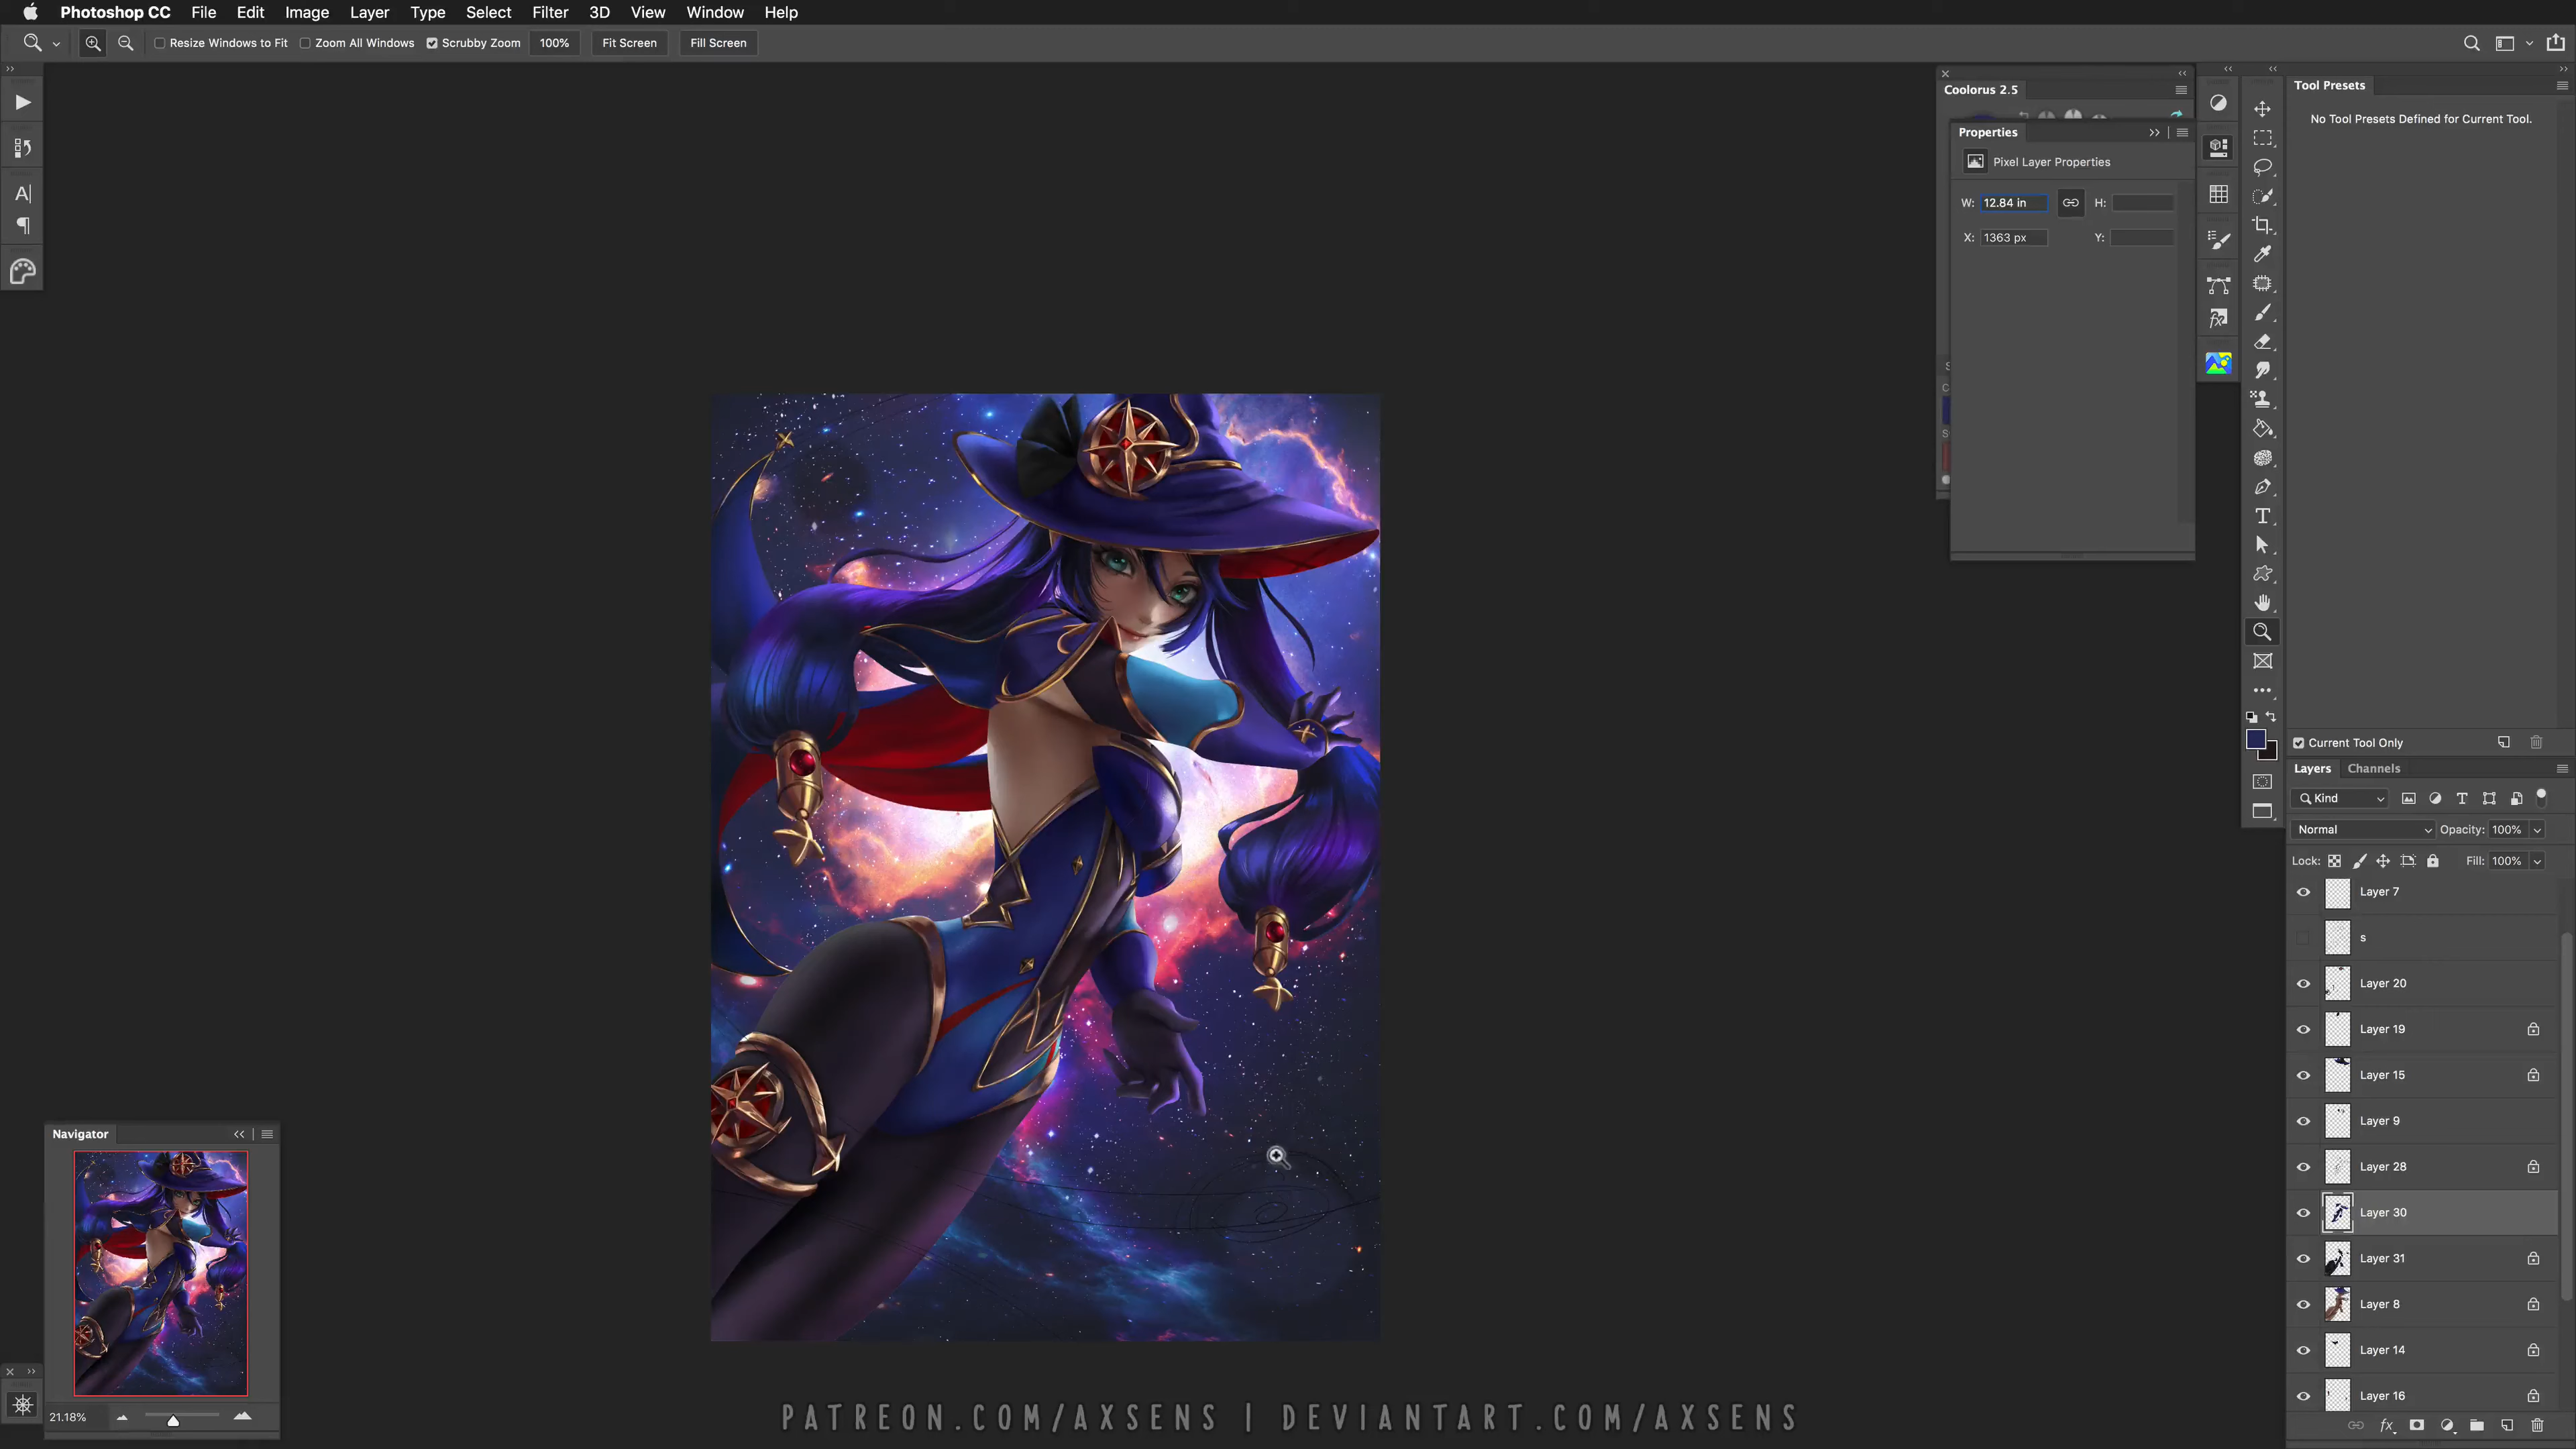 Photoshop CC File Edit Image Layer Type Select Filter 3D View Window Help
Resize Windows to Fit Zoom All Windows Scrubby Zoom 100% Fit Screen Fill Screen
Coolorus 2.5
Properties
Pixel Layer Properties
W: 12.84 in H:
X: 1363 px Y:
Tool Presets
No Tool Presets Defined for Current Tool.
Current Tool Only
Layers Channels
Kind
Normal Opacity: 100%
Lock: Fill: 100%
Layer 7
s
Layer 20
Layer 19
Layer 15
Layer 9
Layer 28
Layer 30
Layer 31
Layer 8
Layer 14
Layer 16
Navigator
21.18%
PATREON.COM/AXSENS | DEVIANTART.COM/AXSENS